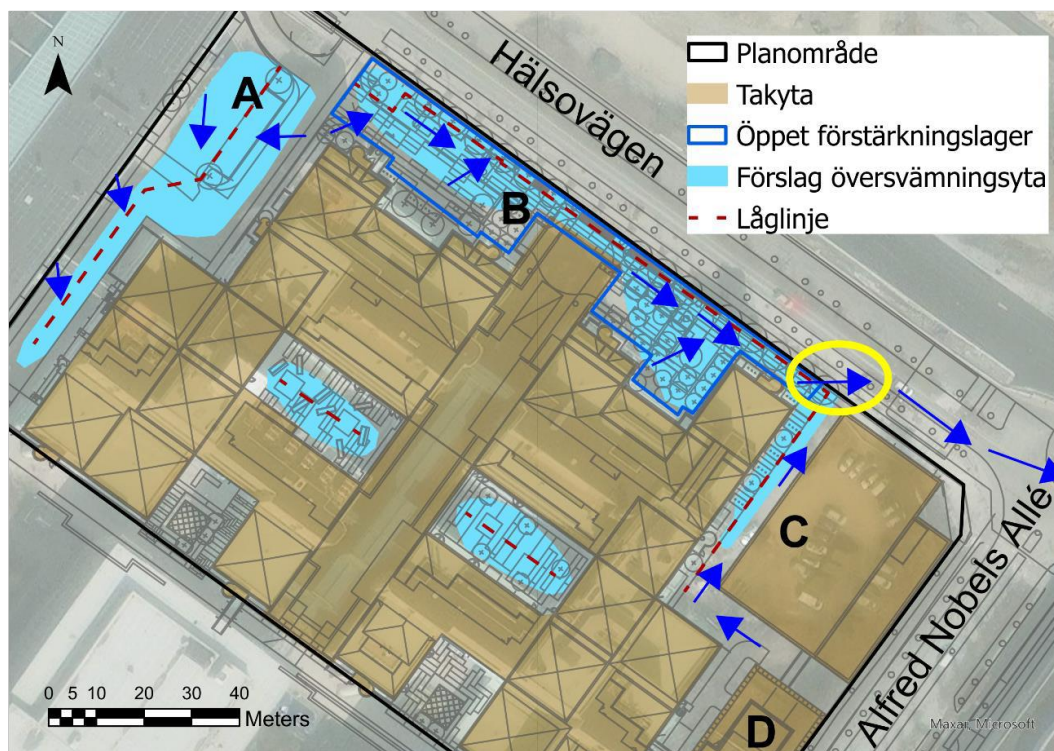 N
A
Hälsovägen
Planområde
Takyta
Öppet förstärkningslager
Förslag översvämningsyta
Låglinje
B
C
Alfred Nobels Allé
D
0 5 10 20 30 40
Meters
Maxar, Microsoft